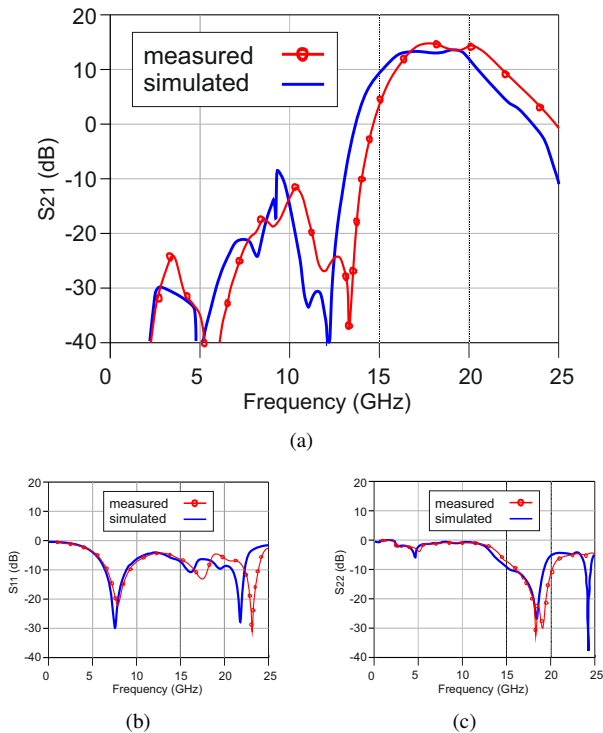 20
10
0
-10
-20
-30
-40
S21 (dB)
measured
simulated
0 5 10 15 20 25
Frequency (GHz)
(a)
20
10
0
-10
-20
-30
-40
S11 (dB)
measured
simulated
0 5 10 15 20 25
Frequency (GHz)
(b)
20
10
0
-10
-20
-30
-40
S22 (dB)
measured
simulated
0 5 10 15 20 25
Frequency (GHz)
(c)